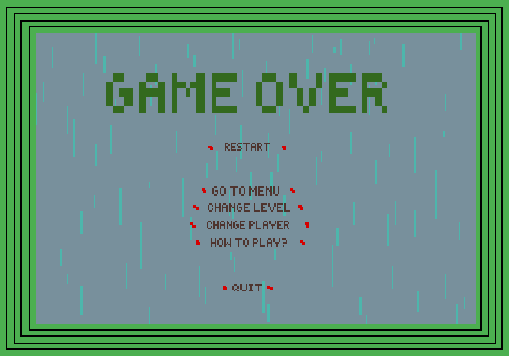 GAME OVER
RESTART
GO TO MENU
CHANGE LEVEL
CHANGE PLAYER
HOW TO PLAY?
QUIT